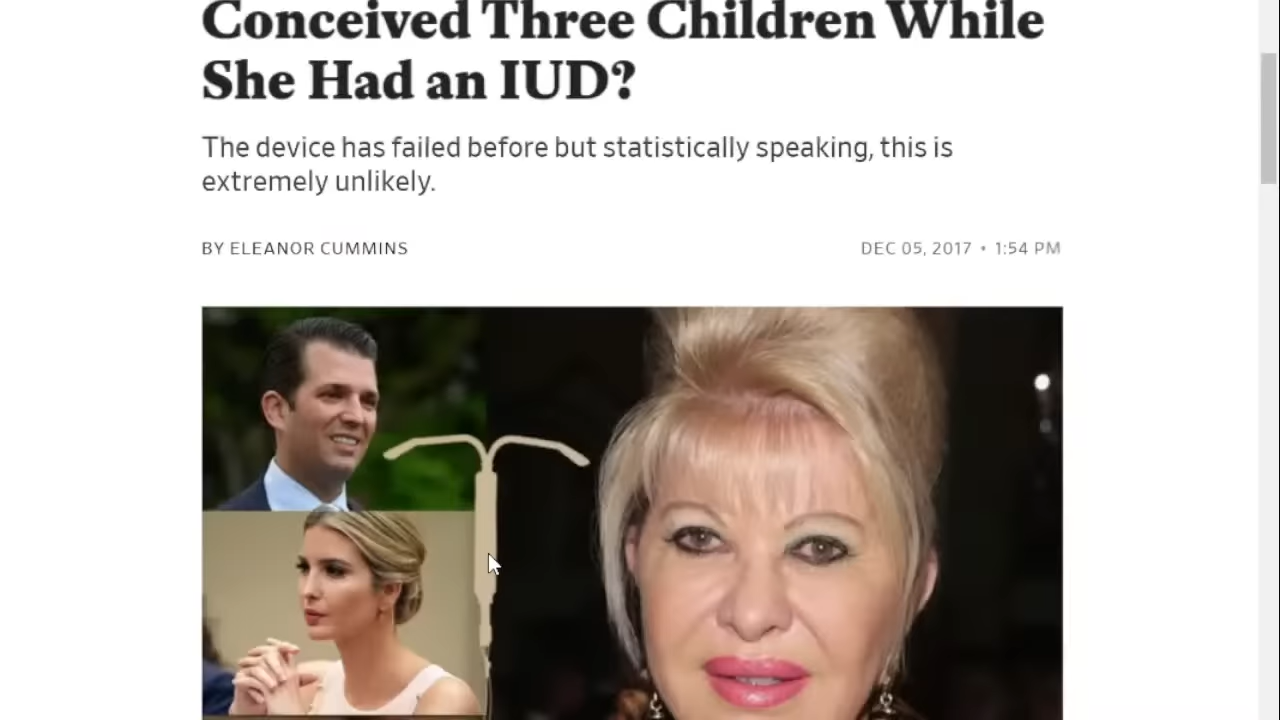 Conceived Three Children While
She Had an IUD?
The device has failed before but statistically speaking, this is
extremely unlikely.
BY ELEANOR CUMMINS
DEC 05, 2017 • 1:54 PM